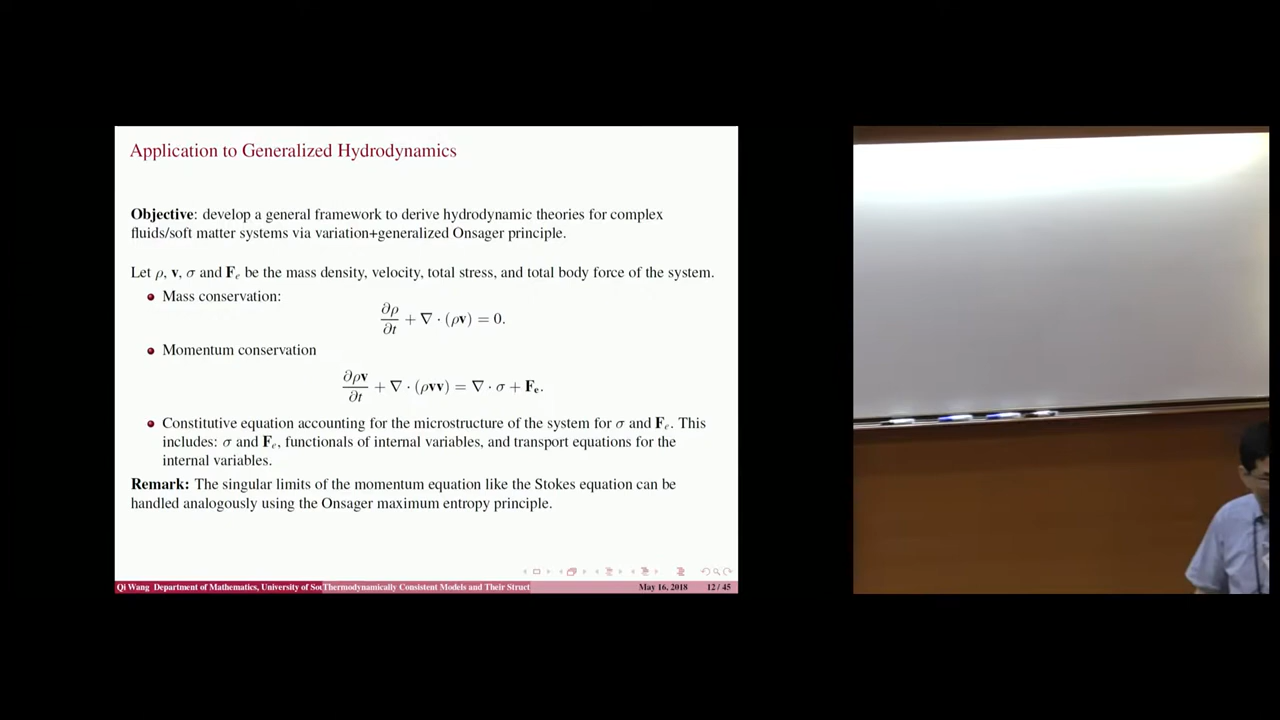 Application to Generalized Hydrodynamics
Objective: develop a general framework to derive hydrodynamic theories for complex
fluids/soft matter systems via variation+generalized Onsager principle.
Let ρ, v, σ and F_e be the mass density, velocity, total stress, and total body force of the system.
Mass conservation:
∂ρ/∂t + ∇ · (ρv) = 0.
Momentum conservation
∂ρv/∂t + ∇ · (ρvv) = ∇ · σ + F_e.
Constitutive equation accounting for the microstructure of the system for σ and F_e. This
includes: σ and F_e, functionals of internal variables, and transport equations for the
internal variables.
Remark: The singular limits of the momentum equation like the Stokes equation can be
handled analogously using the Onsager maximum entropy principle.
Qi Wang Department of Mathematics, University of Sou Thermodynamically Consistent Models and Their Struct May 16, 2018 12 / 45